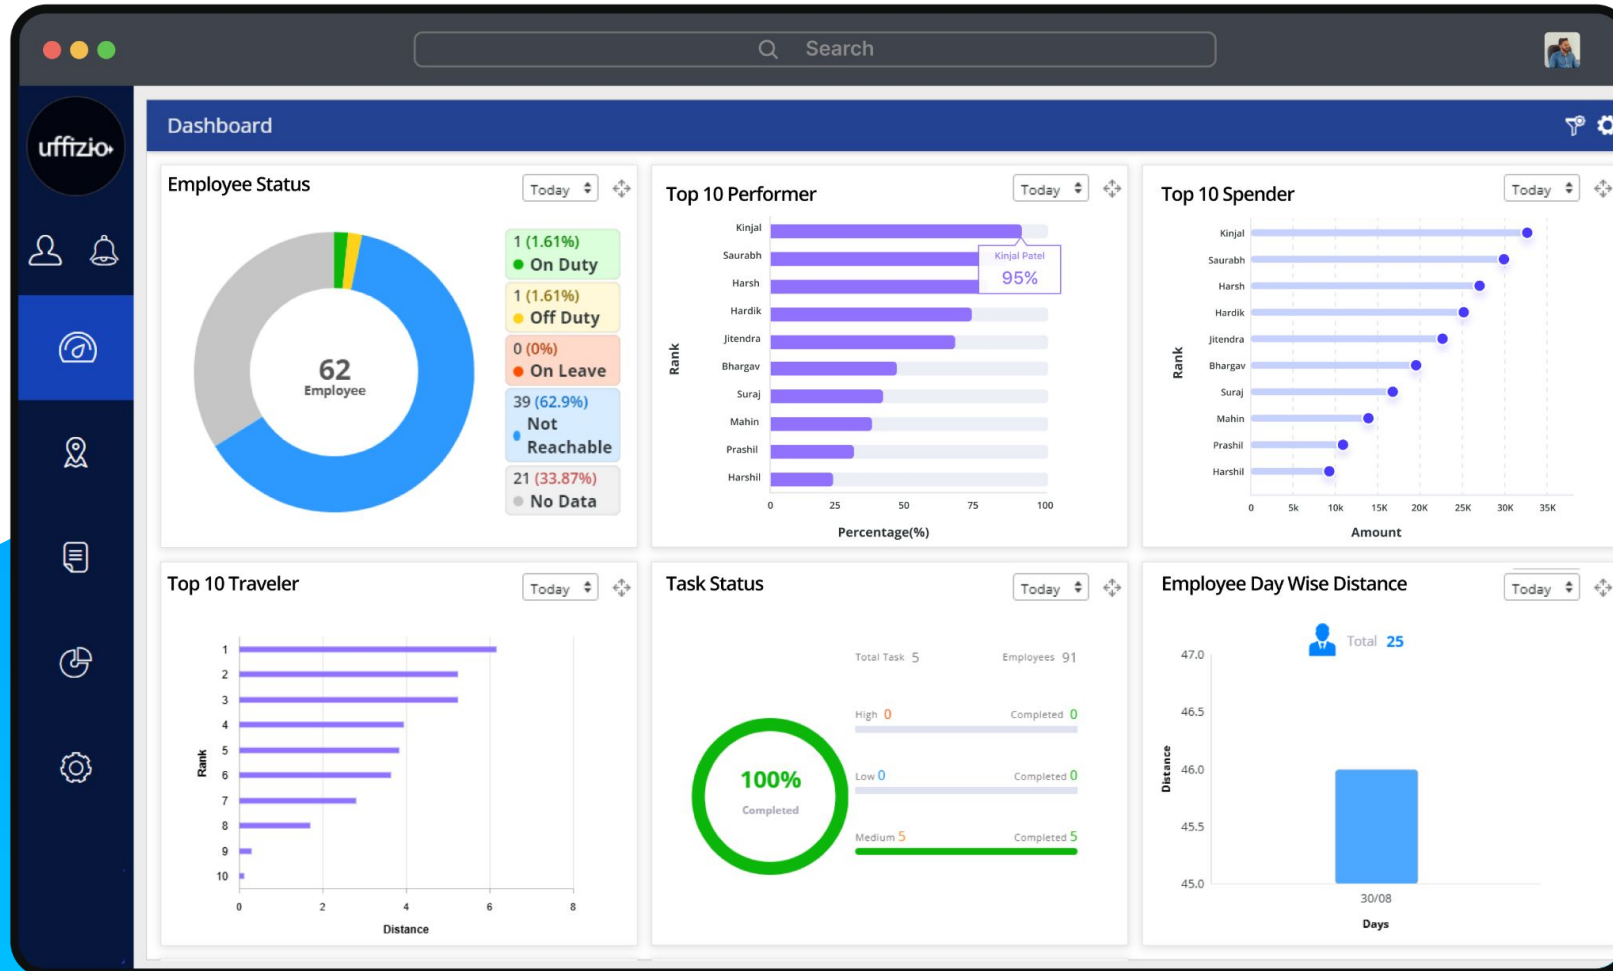 Search
uffizio
Dashboard
Employee Status
Today
1 (1.61%)
On Duty
1 (1.61%)
Off Duty
0 (0%)
On Leave
39 (62.9%)
Not
Reachable
21 (33.87%)
No Data
62
Employee
Top 10 Performer
Today
Rank
Kinjal
Saurabh
Harsh
Hardik
Jitendra
Bhargav
Suraj
Mahin
Prashil
Harshil
Kinjal Patel
95%
0 25 50 75 100
Percentage(%)
Top 10 Spender
Today
Rank
Kinjal
Saurabh
Harsh
Hardik
Jitendra
Bhargav
Suraj
Mahin
Prashil
Harshil
0 5k 10k 15K 20K 25K 30K 35K
Amount
Top 10 Traveler
Today
Rank
1
2
3
4
5
6
7
8
9
10
0 2 4 6 8
Distance
Task Status
Today
Total Task 5 Employees 91
High 0 Completed 0
Low 0 Completed 0
Medium 5 Completed 5
100%
Completed
Employee Day Wise Distance
Today
Total 25
Distance
47.0
46.5
46.0
45.5
45.0
30/08
Days